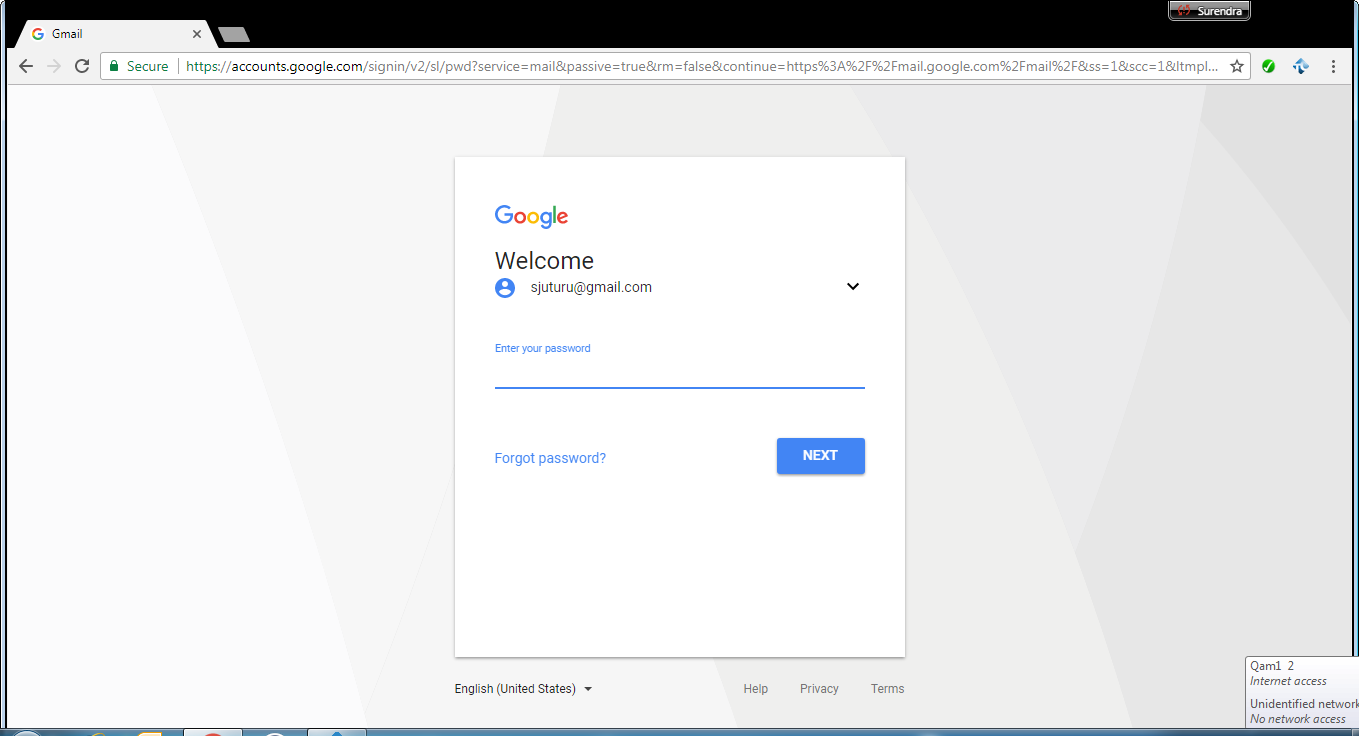 Surendra
Gmail
Secure https://accounts.google.com/signin/v2/sl/pwd?service=mail&passive=true&rm=false&continue=https%3A%2F%2Fmail.google.com%2Fmail%2F&ss=1&scc=1&ltmpl...
Google
Welcome
sjuturu@gmail.com
Enter your password
Forgot password? NEXT
English (United States) Help Privacy Terms
Qam1 2
Internet access
Unidentified network
No network access